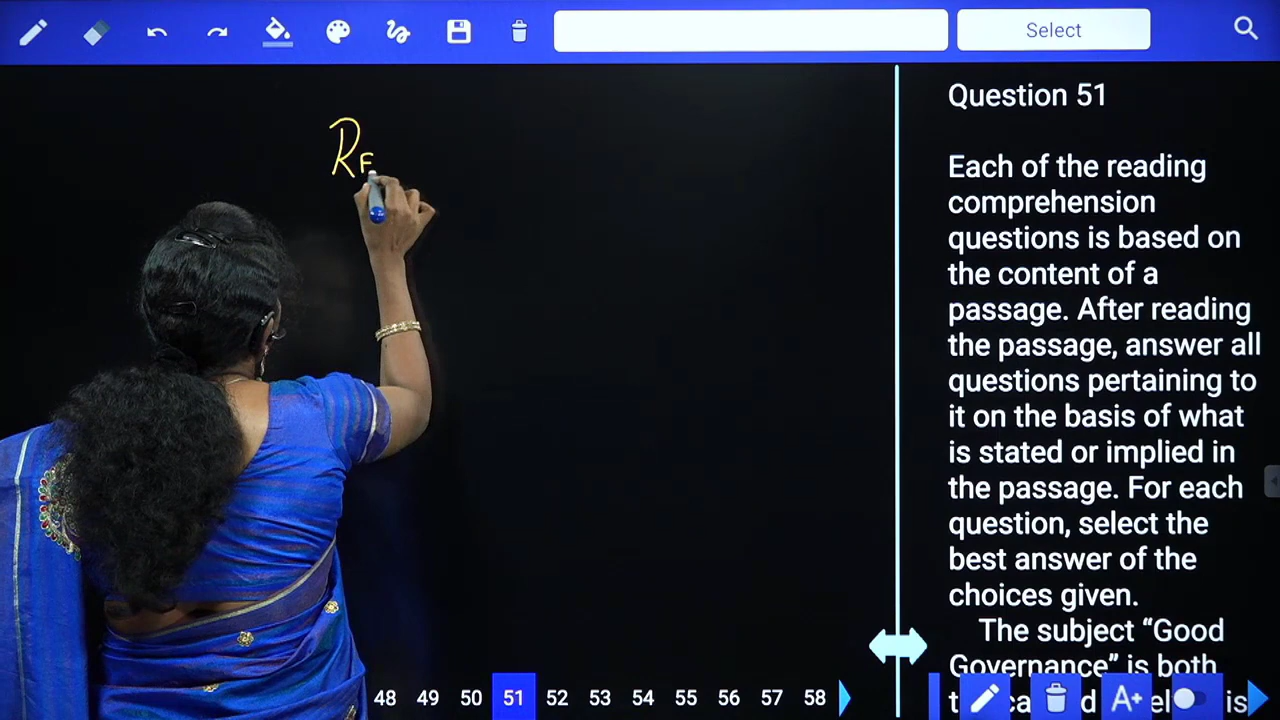 Select
Question 51
RF
Each of the reading
comprehension
questions is based on
the content of a
passage. After reading
the passage, answer all
questions pertaining to
it on the basis of what
is stated or implied in
the passage. For each
question, select the
best answer of the
choices given.
The subject “Good
Governance” is both
48 49 50 51 52 53 54 55 56 57 58
A+
is